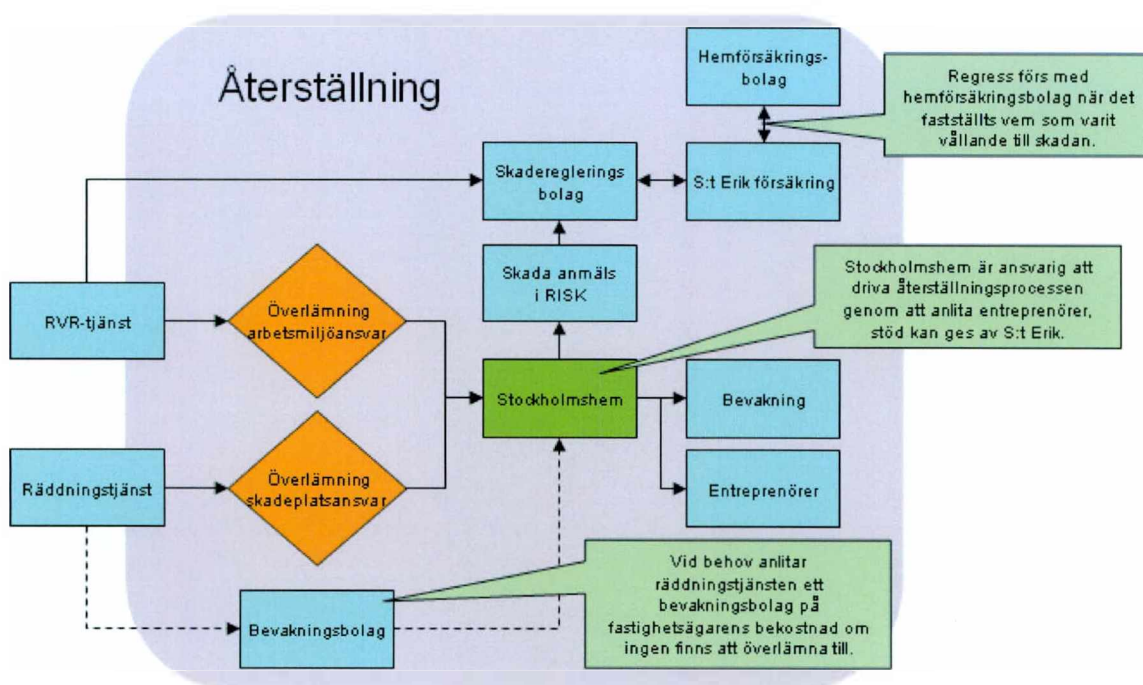 Återställning
Hemförsäkrings-
bolag
Regress förs med
hemförsäkringsbolag när det
fastställts vem som varit
vållande till skadan.
Skadereglerings
bolag
S:t Erik försäkring
Skada anmäls
i RISK
Stockholmshem är ansvarig att
driva återställningprocessen
genom att anlita entreprenörer,
stöd kan ges av S:t Erik.
RVR-tjänst
Överlämning
arbetsmiljöansvar
Stockholmshem
Bevakning
Räddningstjänst
Överlämning
skadeplatsansvar
Entreprenörer
Bevakningsbolag
Vid behov anlitar
räddningstjänsten ett
bevakningsbolag på
fastighetsägarens bekostnad om
ingen finns att överlämna till.